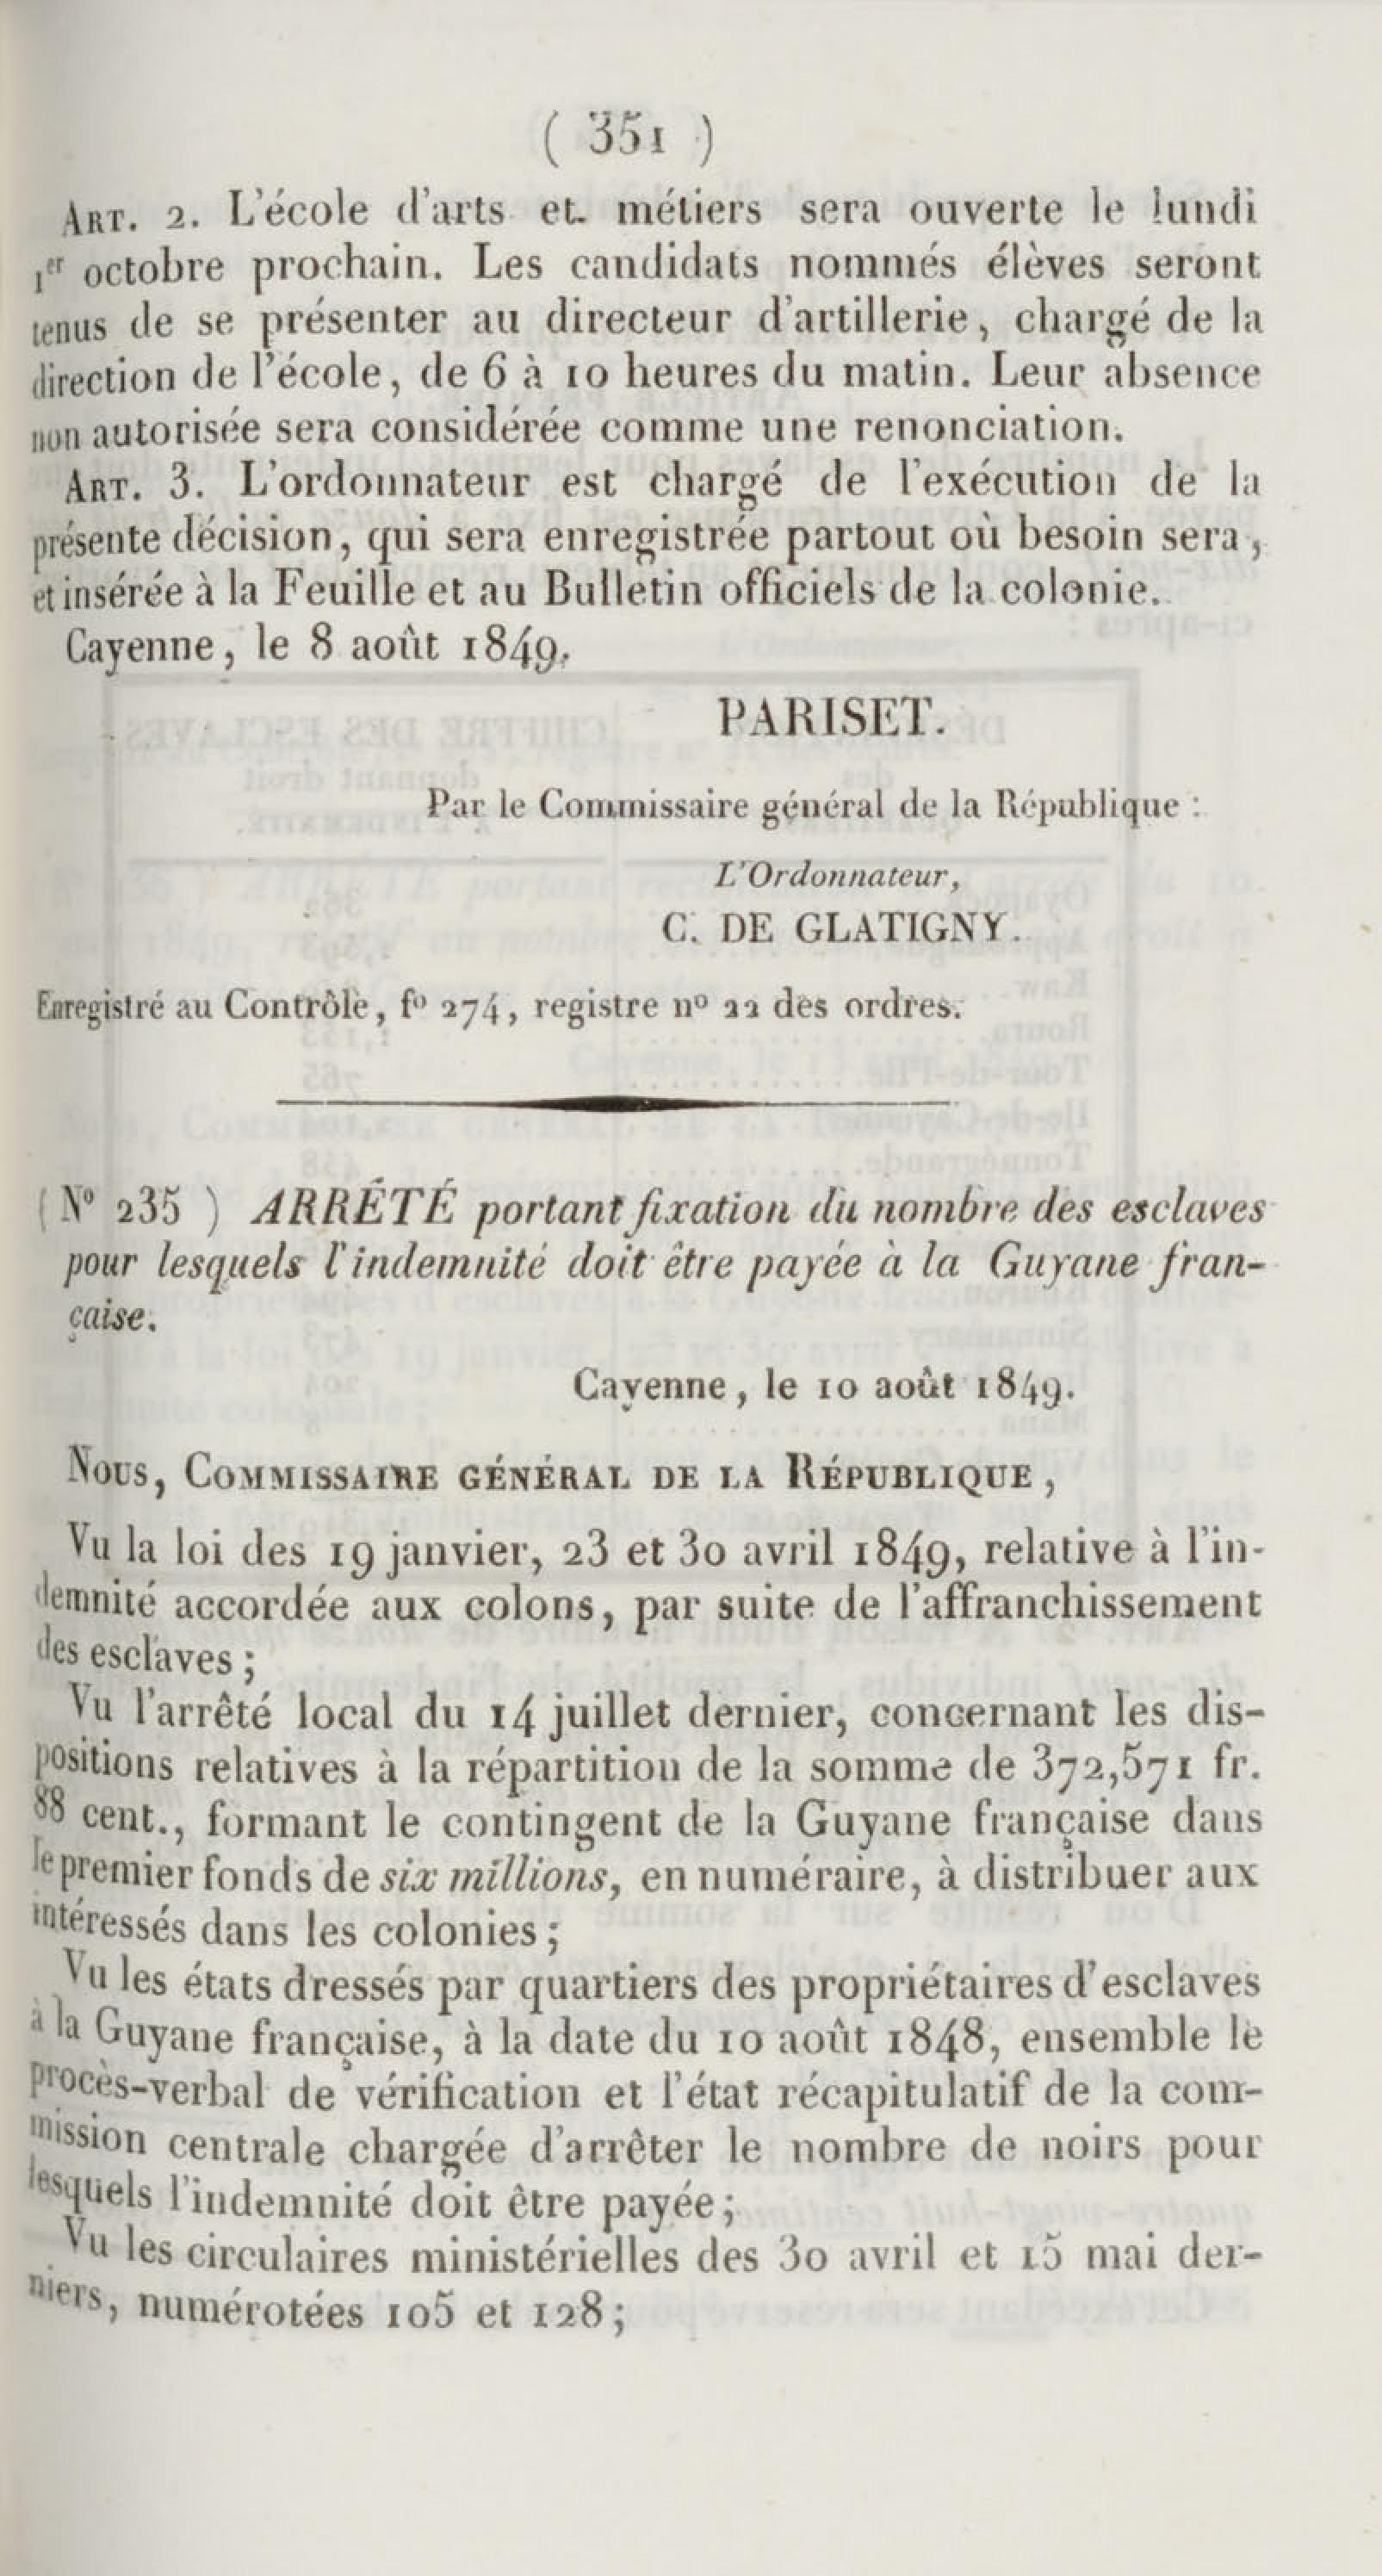 ( 351 )
ART. 2. L'école d'arts et métiers sera ouverte le lundi
1er octobre prochain. Les candidats nommés élèves seront
tenus de se présenter au directeur d'artillerie, chargé de la
direction de l'école, de 6 à 10 heures du matin. Leur absence
non autorisée sera considérée comme une renonciation.
ART. 3. L'ordonnateur est chargé de l'exécution de la
présente décision, qui sera enregistrée partout où besoin sera,
et insérée à la Feuille et au Bulletin officiels de la colonie.
Cayenne, le 8 août 1849.
PARISET.
Par le Commissaire général de la République :
L'Ordonnateur,
C. DE GLATIGNY.
Enregistré au Contrôle, fo 274, registre no 22 des ordres.
( No 235 ) ARRÊTÉ portant fixation du nombre des esclaves
pour lesquels l'indemnité doit être payée à la Guyane fran-
çaise.
Cayenne, le 10 août 1849.
NOUS, COMMISSAIRE GÉNÉRAL DE LA RÉPUBLIQUE,
Vu la loi des 19 janvier, 23 et 30 avril 1849, relative à l'in-
demnité accordée aux colons, par suite de l'affranchissement
des esclaves ;
Vu l'arrêté local du 14 juillet dernier, concernant les dis-
positions relatives à la répartition de la somme de 372,571 fr.
88 cent., formant le contingent de la Guyane française dans
le premier fonds de six millions, en numéraire, à distribuer aux
intéressés dans les colonies ;
Vu les états dressés par quartiers des propriétaires d'esclaves
à la Guyane française, à la date du 10 août 1848, ensemble le
procès-verbal de vérification et l'état récapitulatif de la com-
mission centrale chargée d'arrêter le nombre de noirs pour
lesquels l'indemnité doit être payée ;
Vu les circulaires ministérielles des 30 avril et 15 mai der-
niers, numérotées 105 et 128 ;